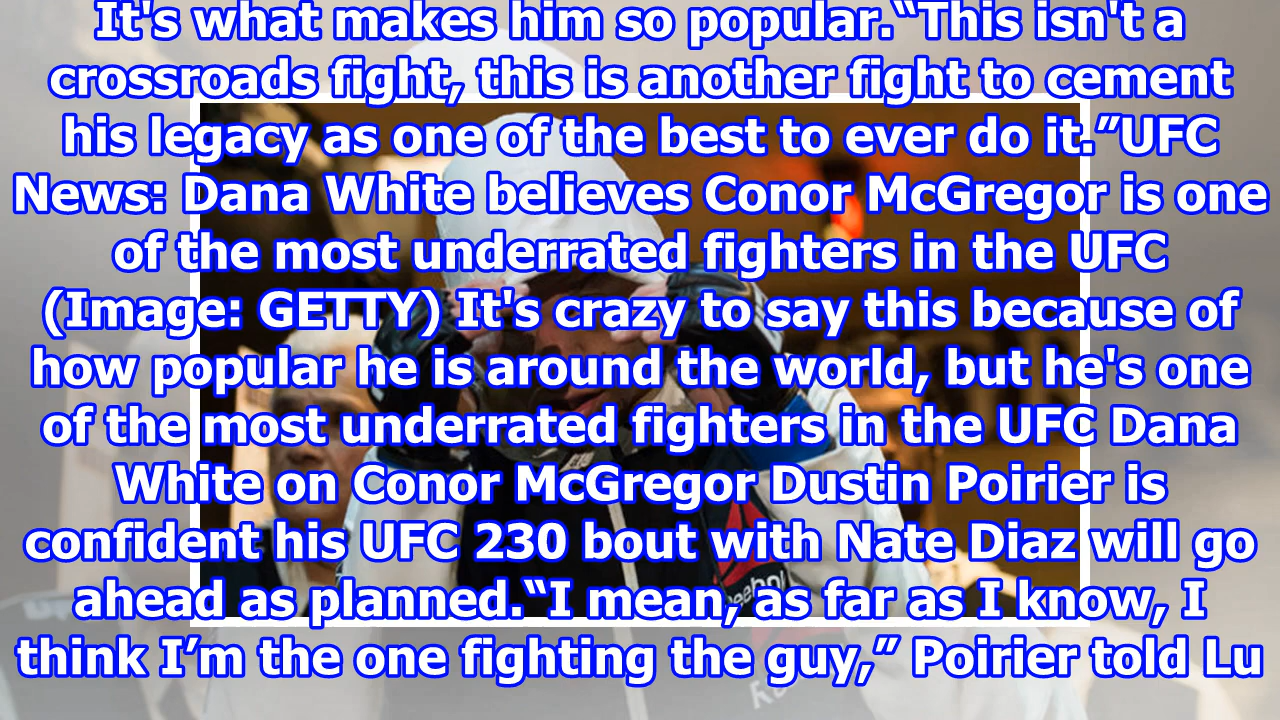 It's what makes him so popular.“This isn't a
crossroads fight, this is another fight to cement
his legacy as one of the best to ever do it.”UFC
News: Dana White believes Conor McGregor is one
of the most underrated fighters in the UFC
(Image: GETTY) It's crazy to say this because of
how popular he is around the world, but he's one
of the most underrated fighters in the UFC Dana
White on Conor McGregor Dustin Poirier is
confident his UFC 230 bout with Nate Diaz will go
ahead as planned.“I mean, as far as I know, I
think I’m the one fighting the guy,” Poirier told Lu